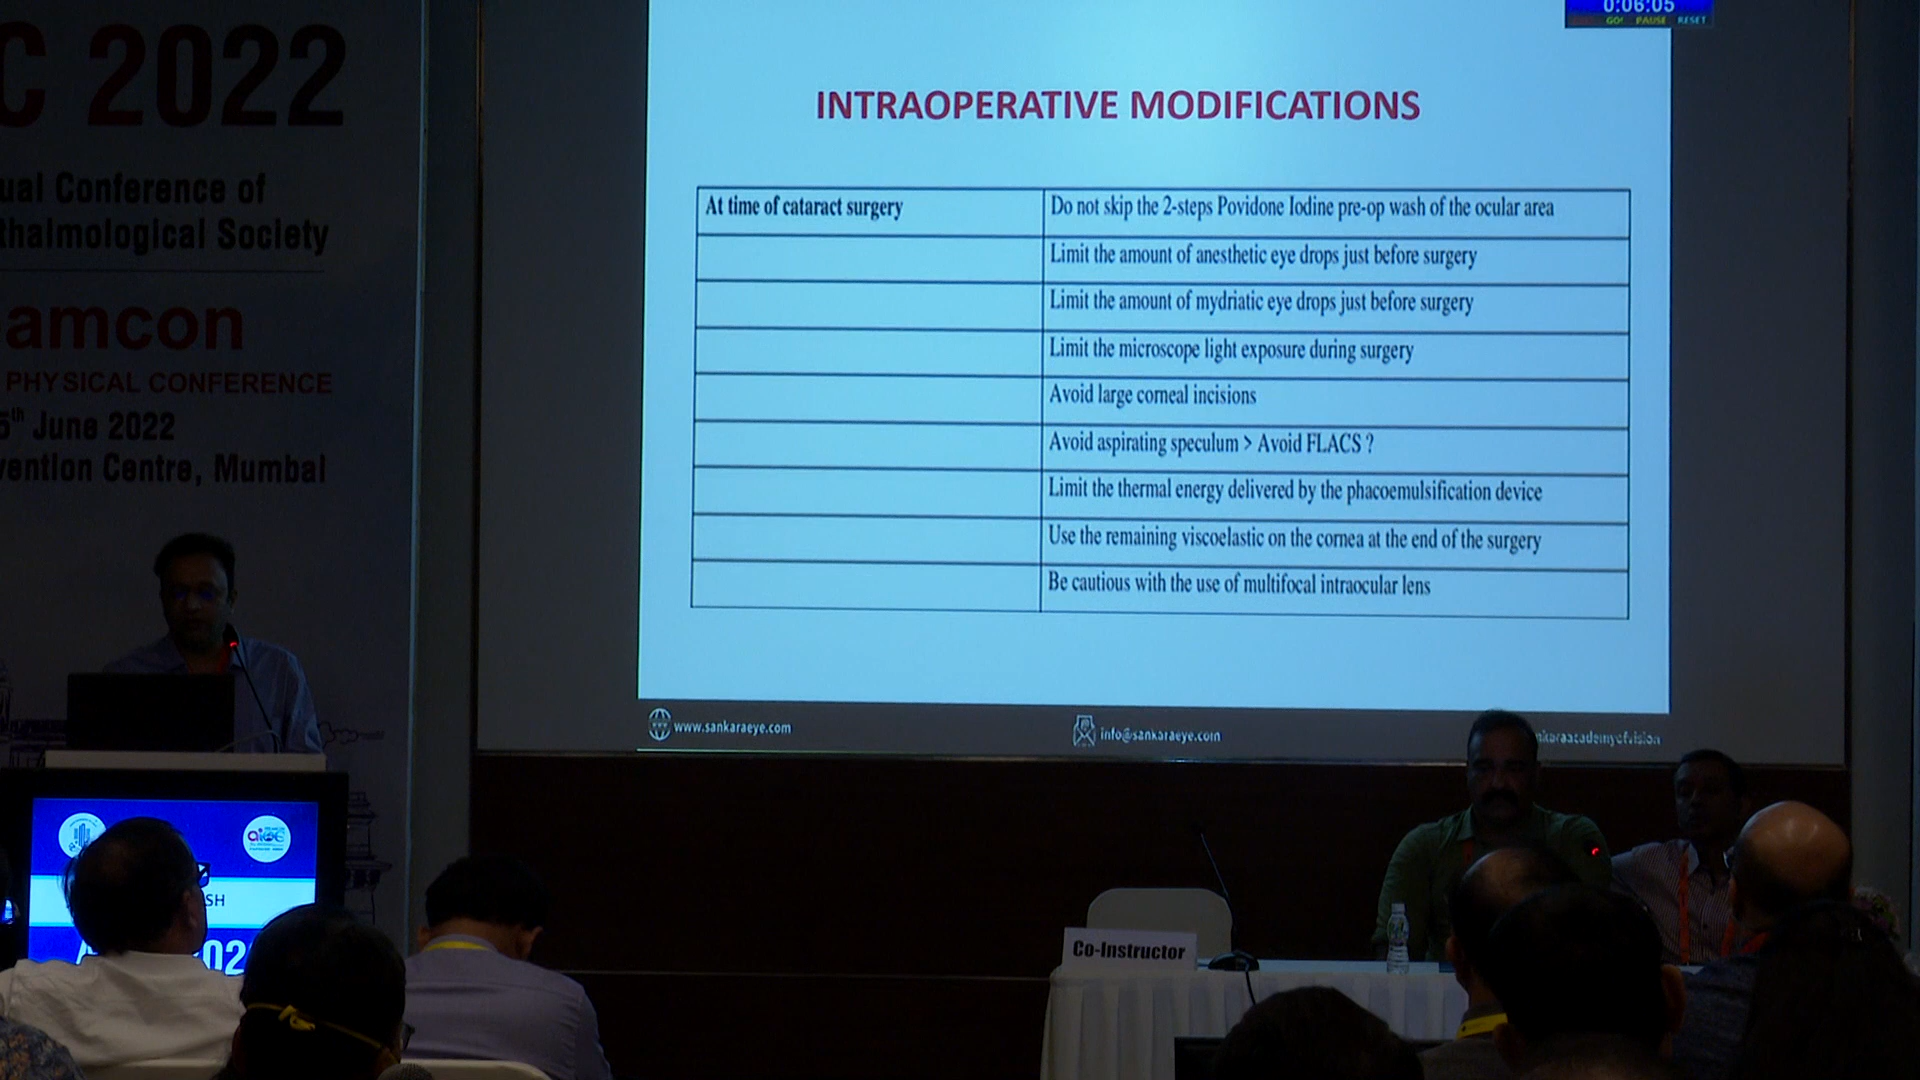 C 2022
ual Conference of
thalmological Society
amcon
PHYSICAL CONFERENCE
5th June 2022
vention Centre, Mumbai
0:06:05
GO! PAUSE RESET
INTRAOPERATIVE MODIFICATIONS
At time of cataract surgery
Do not skip the 2-steps Povidone Iodine pre-op wash of the ocular area
Limit the amount of anesthetic eye drops just before surgery
Limit the amount of mydriatic eye drops just before surgery
Limit the microscope light exposure during surgery
Avoid large corneal incisions
Avoid aspirating speculum > Avoid FLACS ?
Limit the thermal energy delivered by the phacoemulsification device
Use the remaining viscoelastic on the cornea at the end of the surgery
Be cautious with the use of multifocal intraocular lens
www.sankaraeye.com
info@sankaraeye.com
nkaraacademyofvision
aioc
SH
A 202
Co-Instructor